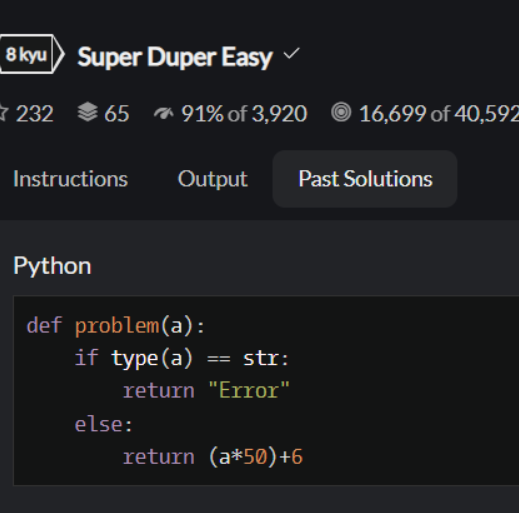 8 kyu Super Duper Easy
232 65 91% of 3,920 16,699 of 40,592
Instructions Output Past Solutions
Python
def problem(a):
    if type(a) == str:
        return "Error"
    else:
        return (a*50)+6